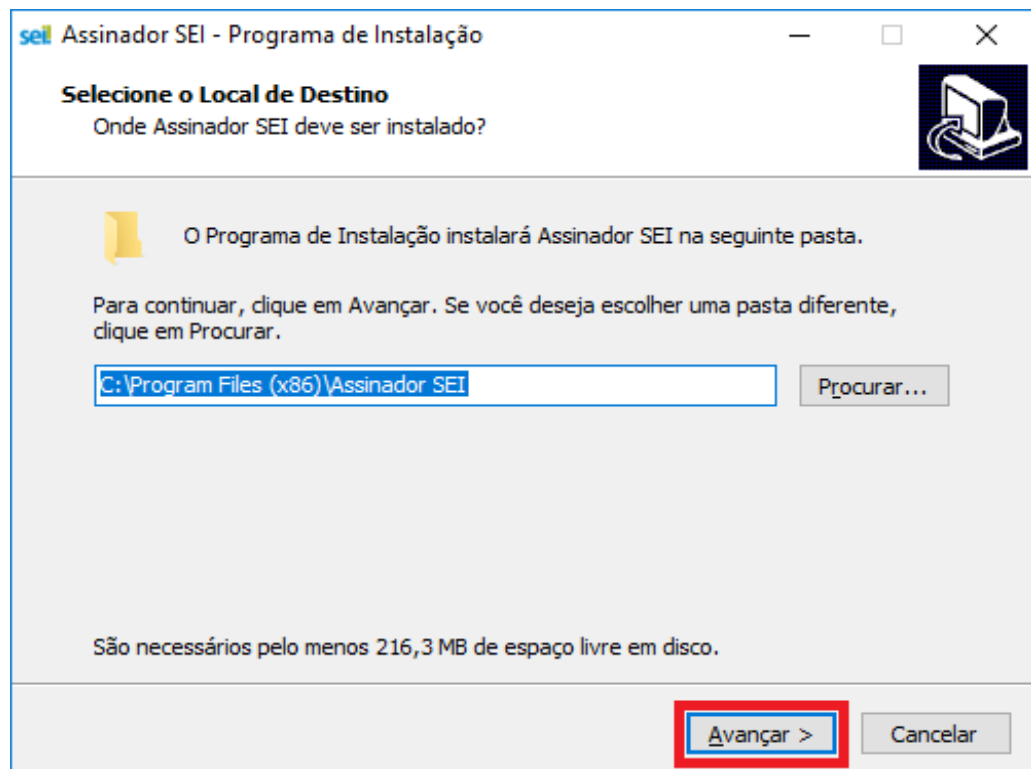 sei! Assinador SEI - Programa de Instalação
Selecione o Local de Destino
Onde Assinador SEI deve ser instalado?
O Programa de Instalação instalará Assinador SEI na seguinte pasta.
Para continuar, clique em Avançar. Se você deseja escolher uma pasta diferente,
clique em Procurar.
C:\Program Files (x86)\Assinador SEI
Procurar...
São necessários pelo menos 216,3 MB de espaço livre em disco.
Avançar >
Cancelar